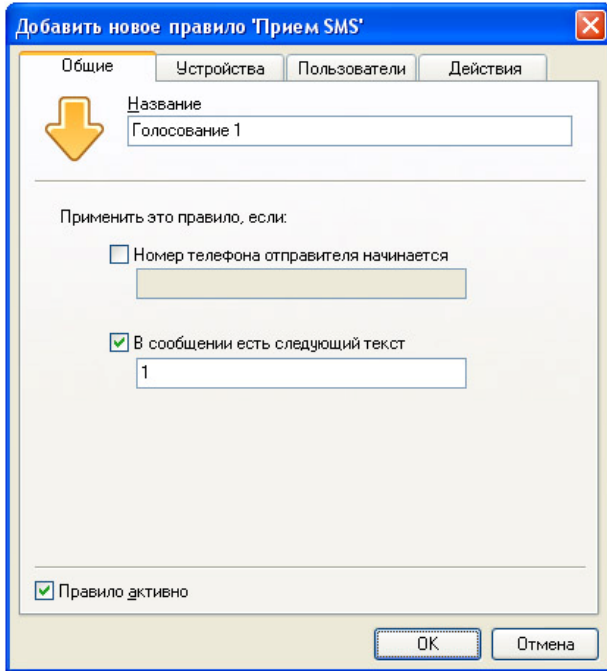 Добавить новое правило 'Прием SMS'
Общие Устройства Пользователи Действия
Название
Голосование 1
Применить это правило, если:
Номер телефона отправителя начинается
В сообщении есть следующий текст
1
Правило активно
OK Отмена